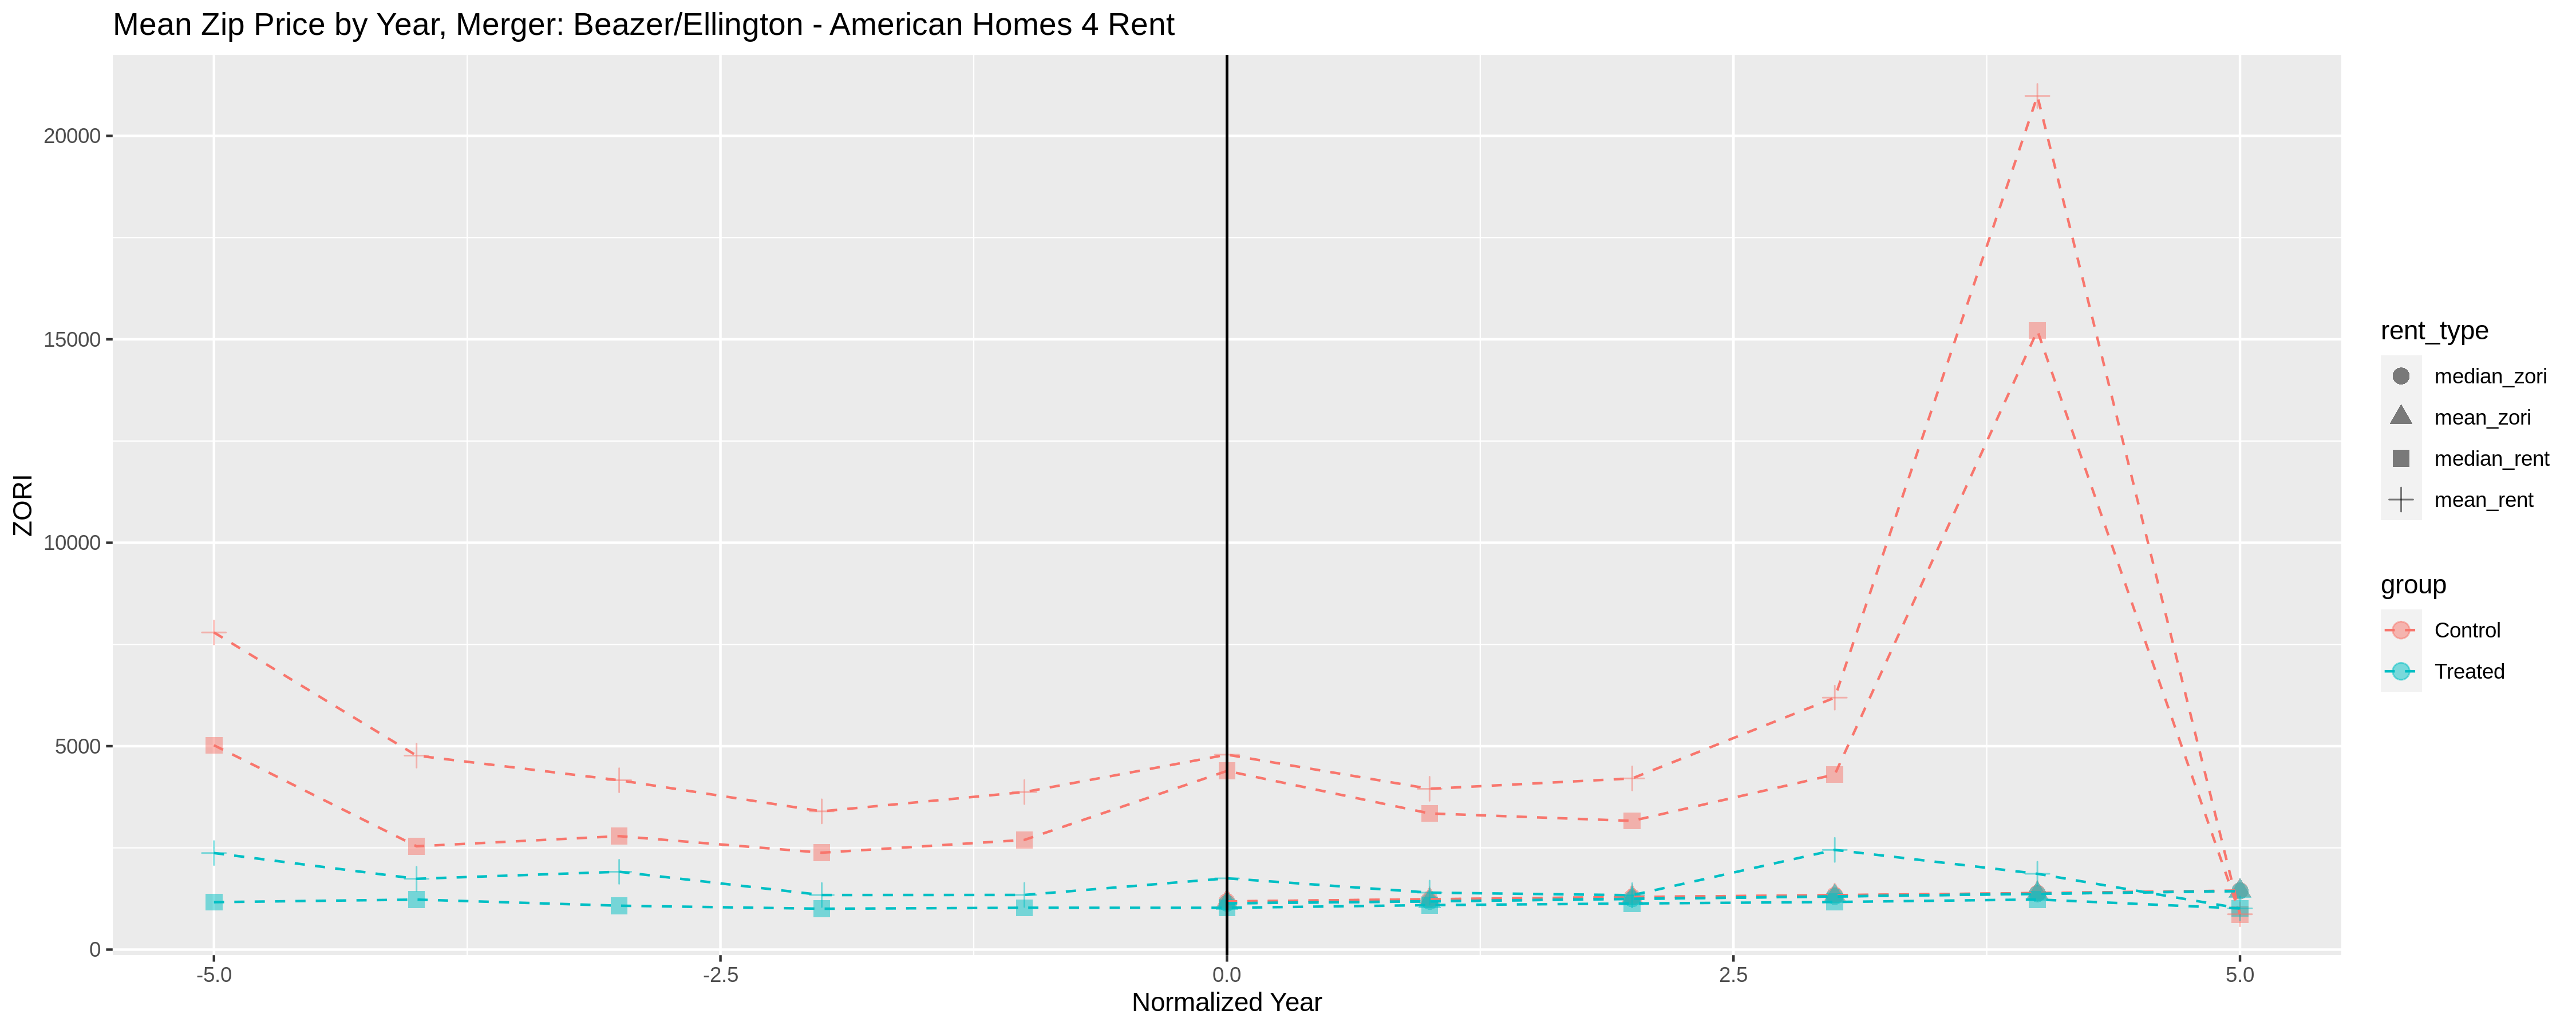 Mean Zip Price by Year, Merger: Beazer/Ellington - American Homes 4 Rent
ZORI
20000
15000
10000
5000
0
-5.0
-2.5
0.0
2.5
5.0
Normalized Year
rent_type
median_zori
mean_zori
median_rent
mean_rent
group
Control
Treated